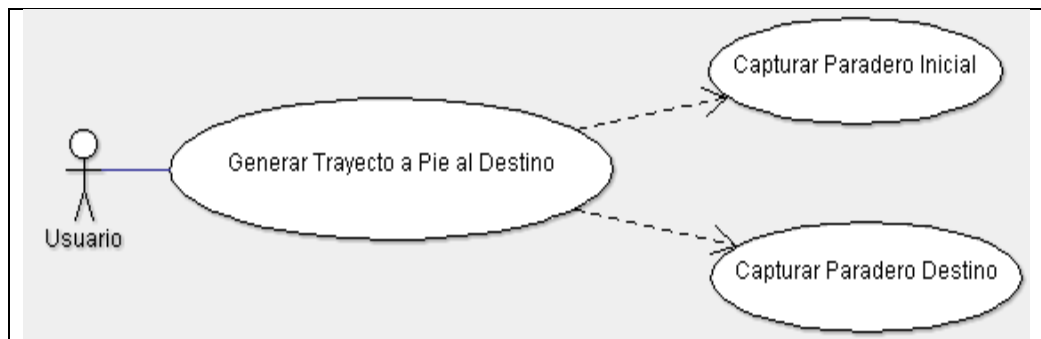 Capturar Paradero Inicial
Generar Trayecto a Pie al Destino
Usuario
Capturar Paradero Destino